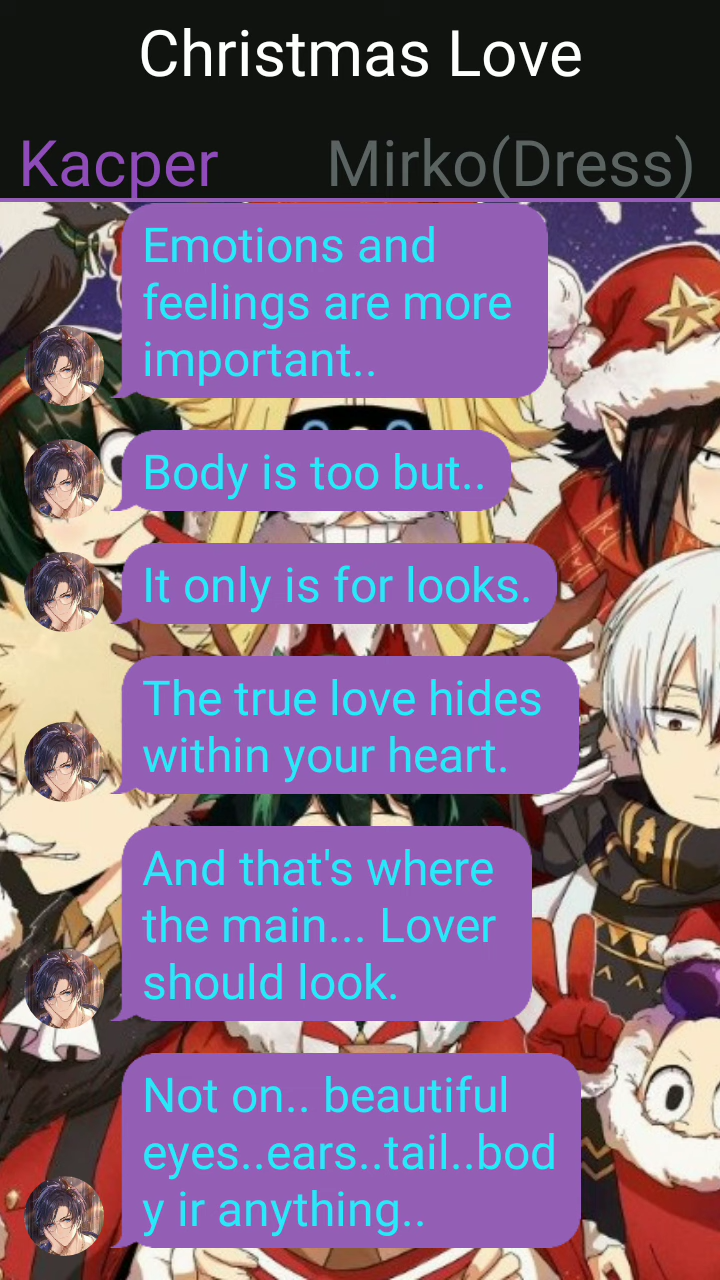 Christmas Love
Kacper Mirko(Dress)
Emotions and
feelings are more
important..
Body is too but..
It only is for looks.
The true love hides
within your heart.
And that's where
the main... Lover
should look.
Not on.. beautiful
eyes..ears..tail..bod
y ir anything..